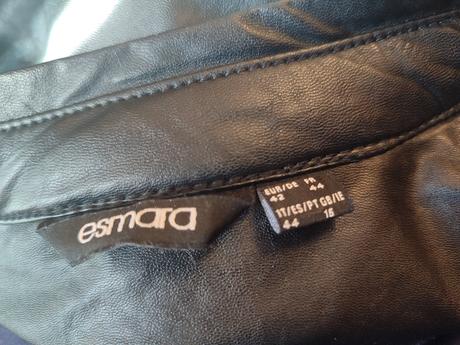 esmara
EUR/DE FR
42 44
IT/ES/PT GB/IE
44 16